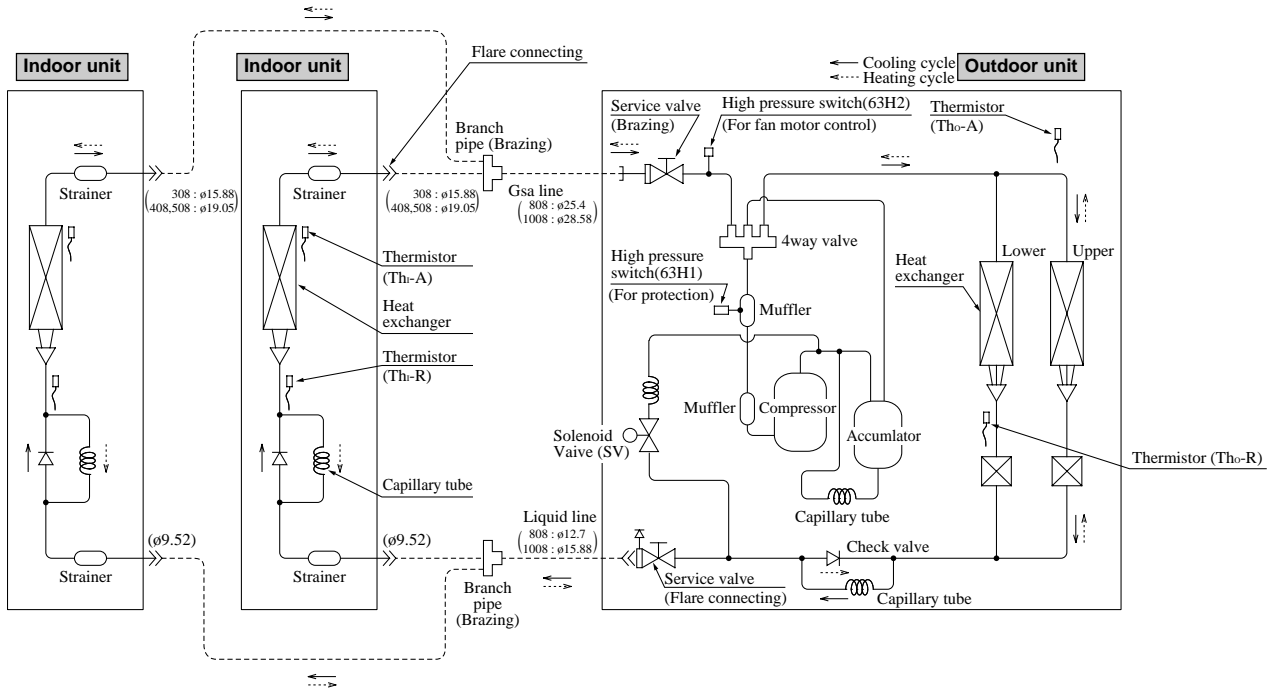 Indoor unit
Indoor unit
Flare connecting
Cooling cycle
Heating cycle
Outdoor unit
Service valve
(Brazing)
High pressure switch(63H2)
(For fan motor control)
Thermistor
(Tho-A)
Branch
pipe (Brazing)
Strainer
308 : ø15.88
408,508 : ø19.05
Strainer
308 : ø15.88
408,508 : ø19.05
Gsa line
808 : ø25.4
1008 : ø28.58
4way valve
Lower
Upper
Heat
exchanger
High pressure
switch(63H1)
(For protection)
Thermistor
(ThI-A)
Heat
exchanger
Muffler
Thermistor
(ThI-R)
Muffler
Compressor
Accumlator
Solenoid
Vaive (SV)
Thermistor (Tho-R)
Capillary tube
Capillary tube
Liquid line
808 : ø12.7
1008 : ø15.88
(ø9.52)
(ø9.52)
Check valve
Strainer
Strainer
Branch
pipe
(Brazing)
Service valve
(Flare connecting)
Capillary tube